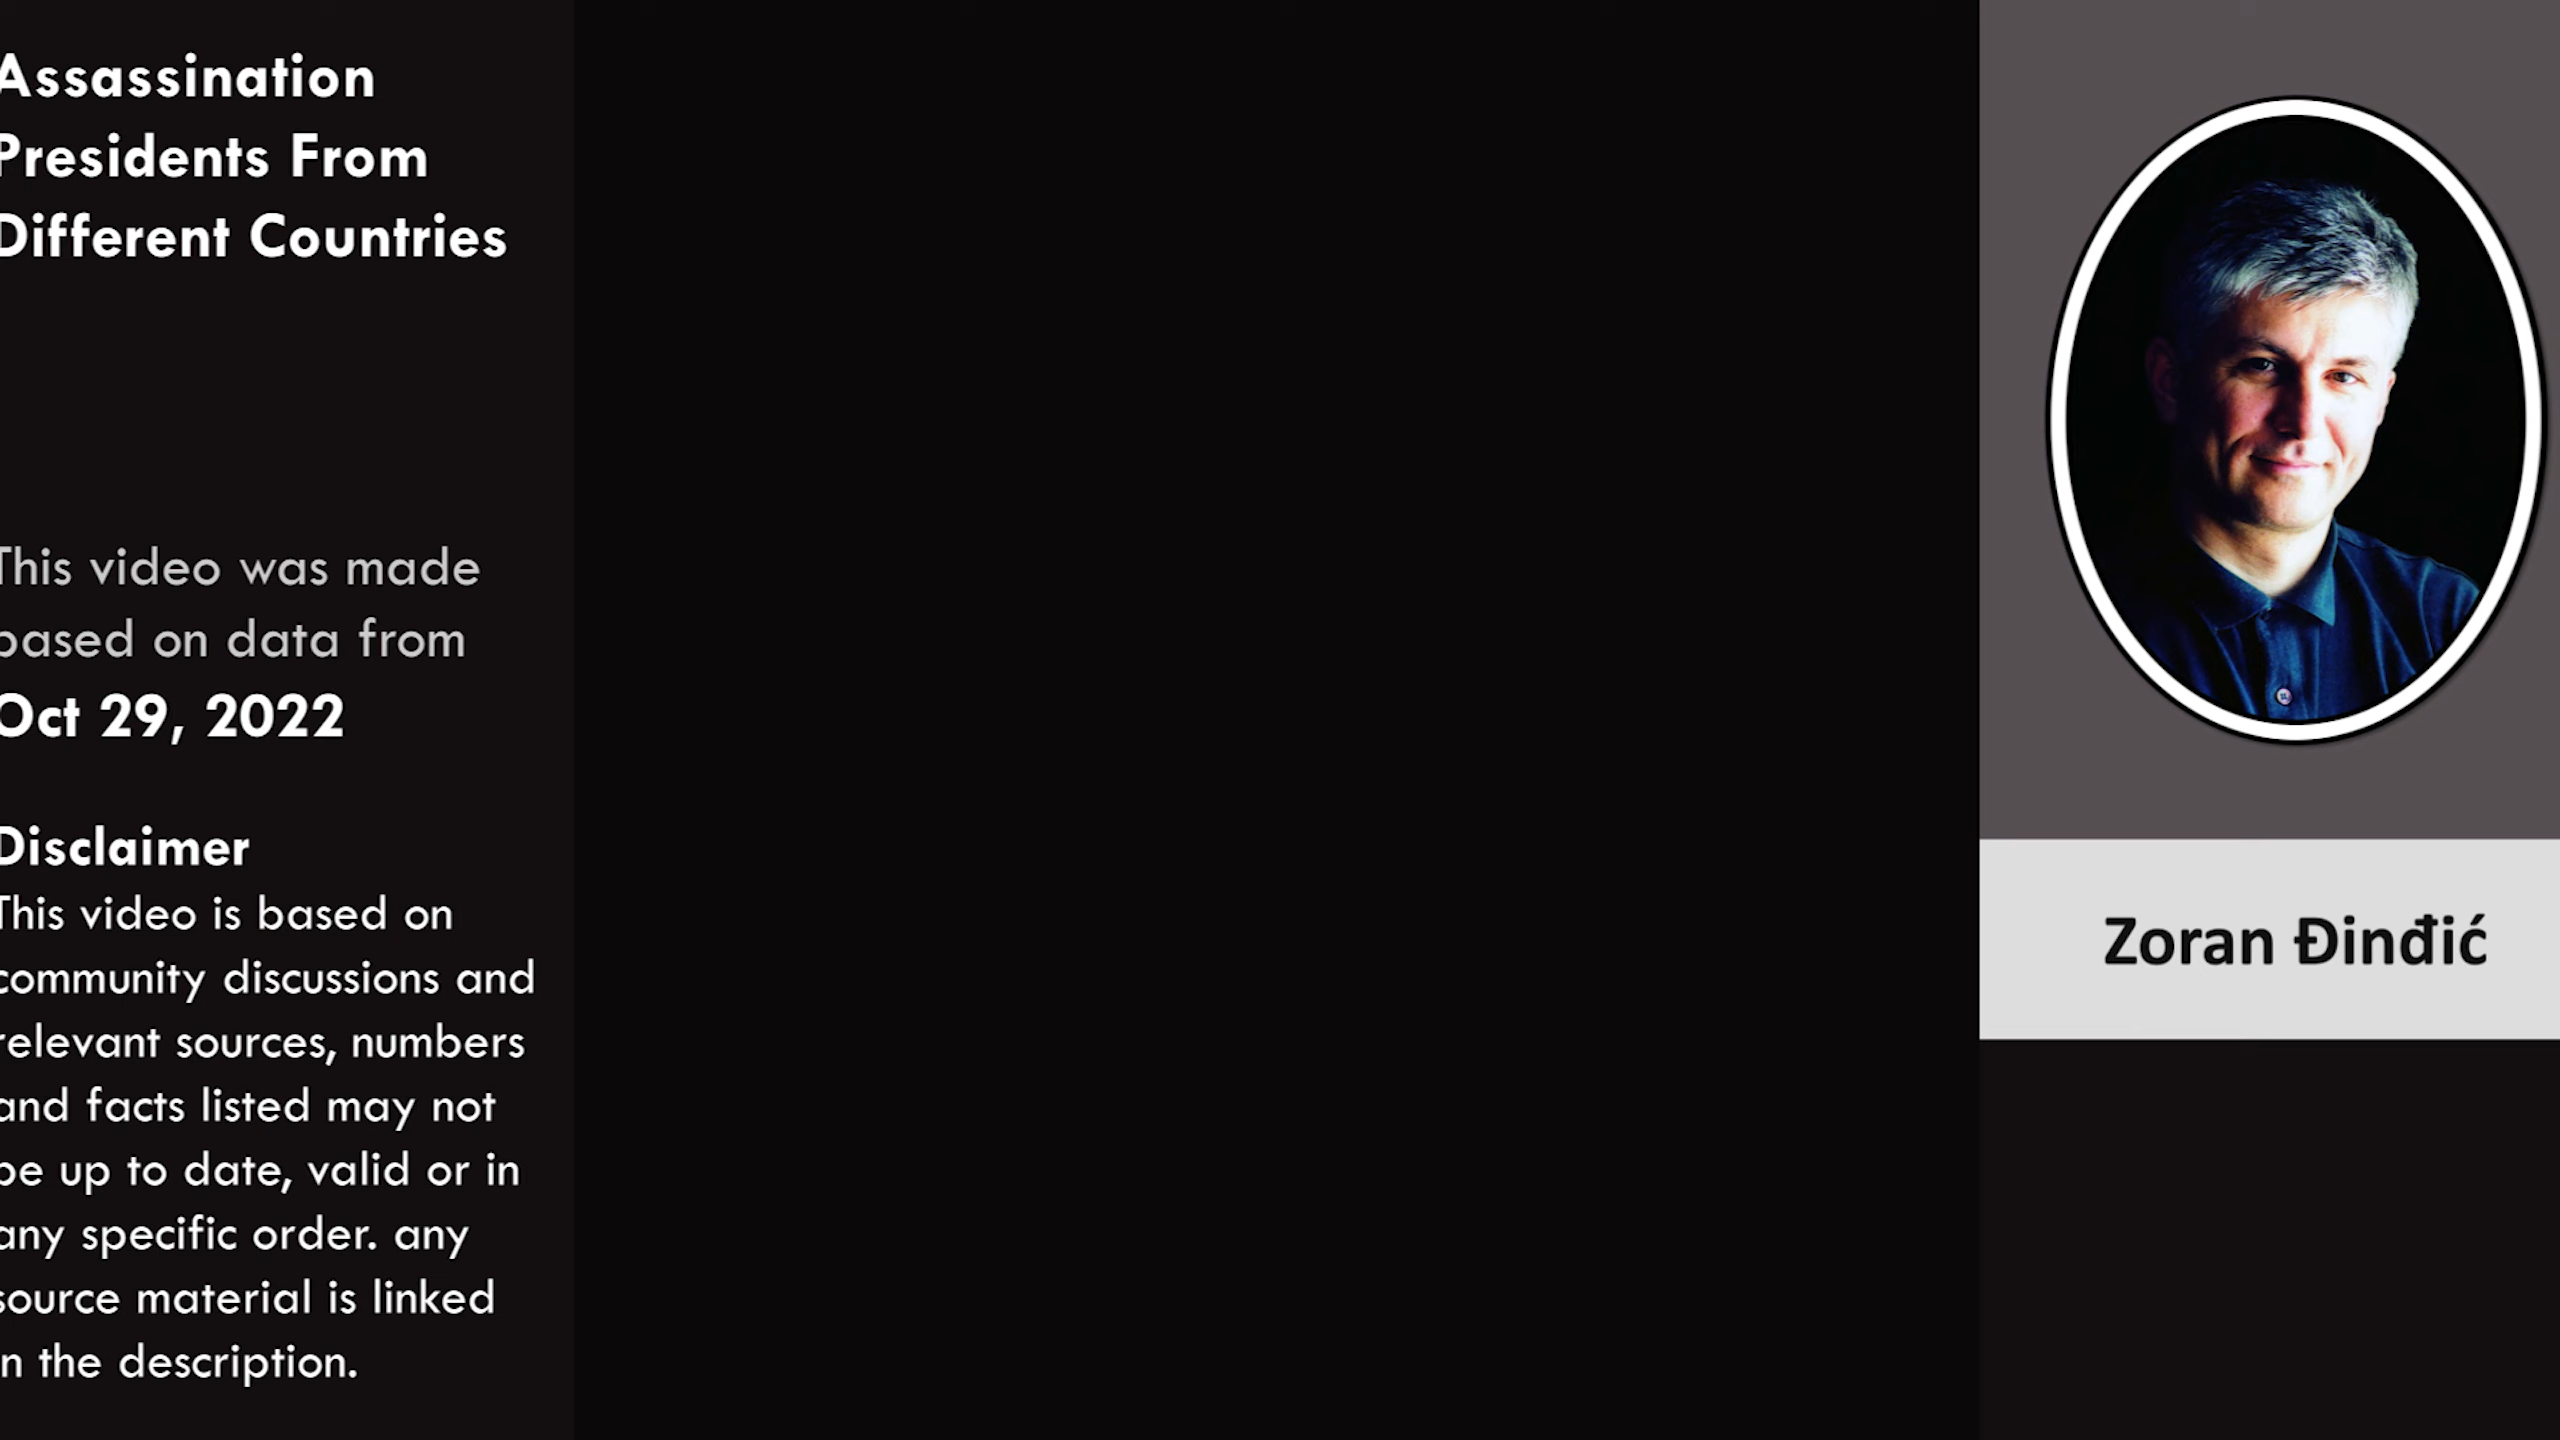 Assassination
Presidents From
Different Countries
This video was made
based on data from
Oct 29, 2022
Disclaimer
This video is based on
community discussions and
relevant sources, numbers
and facts listed may not
be up to date, valid or in
any specific order. any
source material is linked
in the description.
Zoran Đinđić